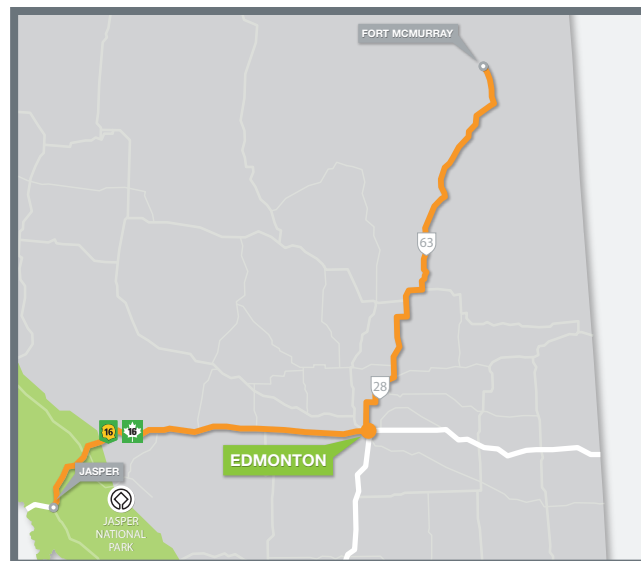 FORT MCMURRAY
63
28
16
16
EDMONTON
JASPER
JASPER
NATIONAL
PARK